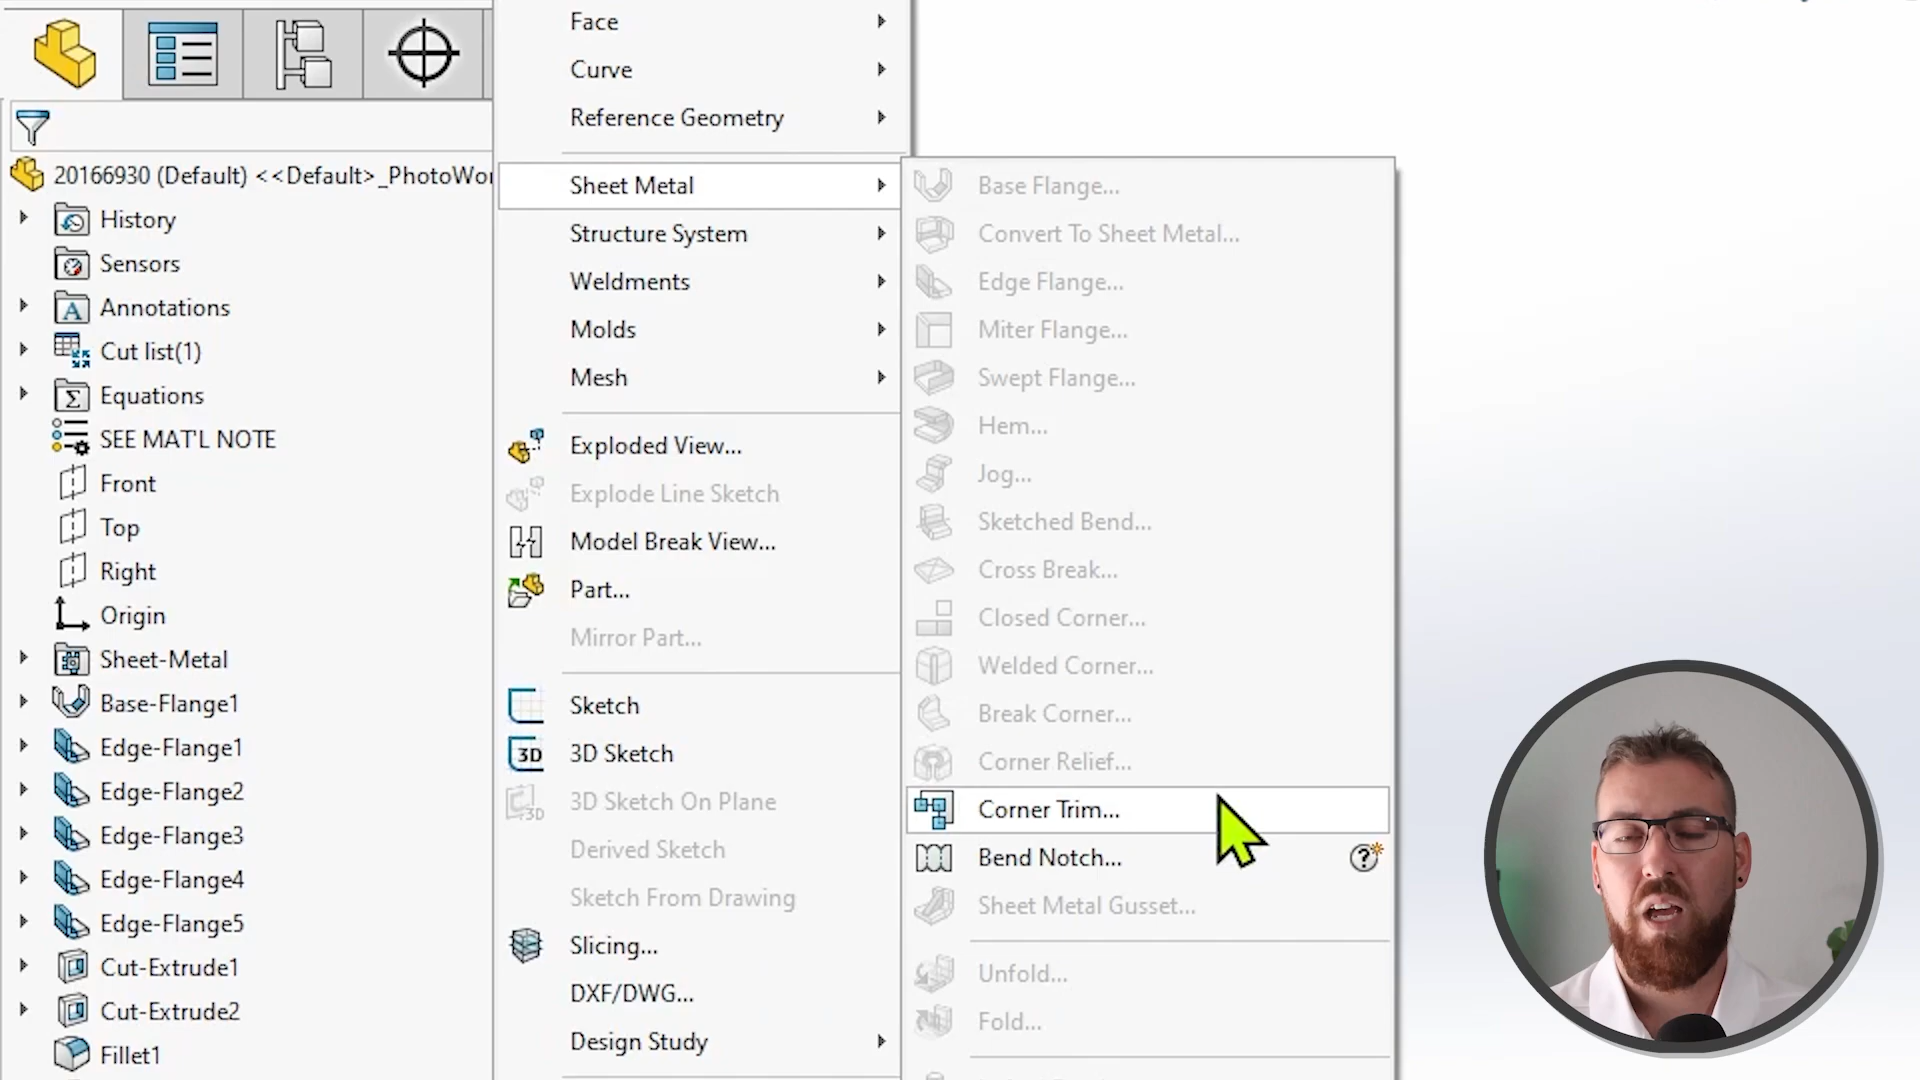 20166930 (Default) <<Default>_PhotoWor
History
Sensors
Annotations
Cut list(1)
Equations
SEE MAT'L NOTE
Front
Top
Right
Origin
Sheet-Metal
Base-Flange1
Edge-Flange1
Edge-Flange2
Edge-Flange3
Edge-Flange4
Edge-Flange5
Cut-Extrude1
Cut-Extrude2
Fillet1
Face
Curve
Reference Geometry
Sheet Metal
Structure System
Weldments
Molds
Mesh
Exploded View...
Explode Line Sketch
Model Break View...
Part...
Mirror Part...
Sketch
3D 3D Sketch
3D Sketch On Plane
Derived Sketch
Sketch From Drawing
Slicing...
DXF/DWG...
Design Study
Base Flange...
Convert To Sheet Metal...
Edge Flange...
Miter Flange...
Swept Flange...
Hem...
Jog...
Sketched Bend...
Cross Break...
Closed Corner...
Welded Corner...
Break Corner...
Corner Relief...
Corner Trim...
Bend Notch...
Sheet Metal Gusset...
Unfold...
Fold...